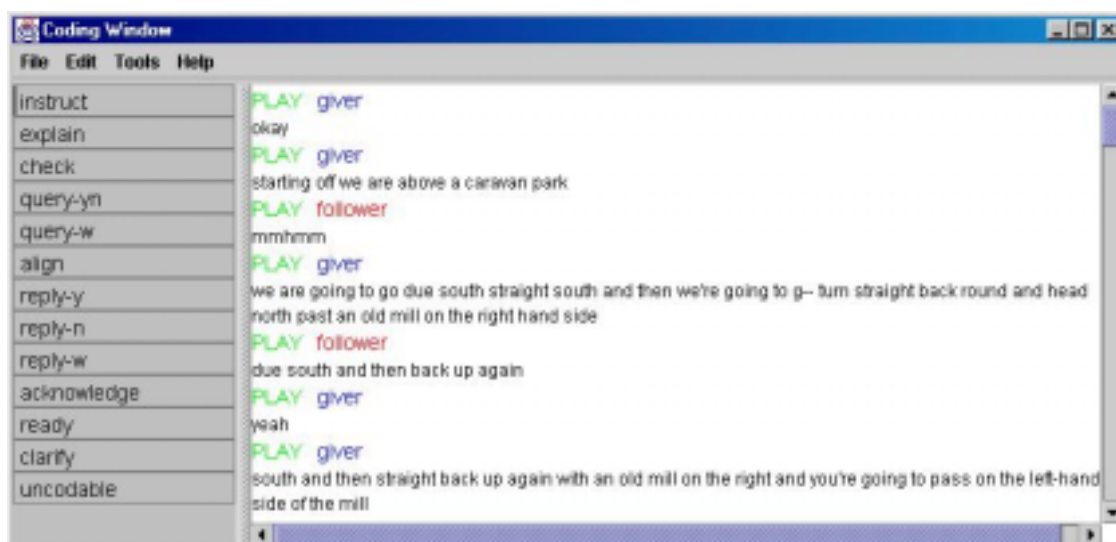 Coding Window
File Edit Tools Help
instruct
explain
check
query-yn
query-w
align
reply-y
reply-n
reply-w
acknowledge
ready
clarify
uncodable
PLAY giver
okay
PLAY giver
starting off we are above a caravan park
PLAY follower
mmhmm
PLAY giver
we are going to go due south straight south and then we're going to g-- turn straight back round and head
north past an old mill on the right hand side
PLAY follower
due south and then back up again
PLAY giver
yeah
PLAY giver
south and then straight back up again with an old mill on the right and you're going to pass on the left-hand
side of the mill